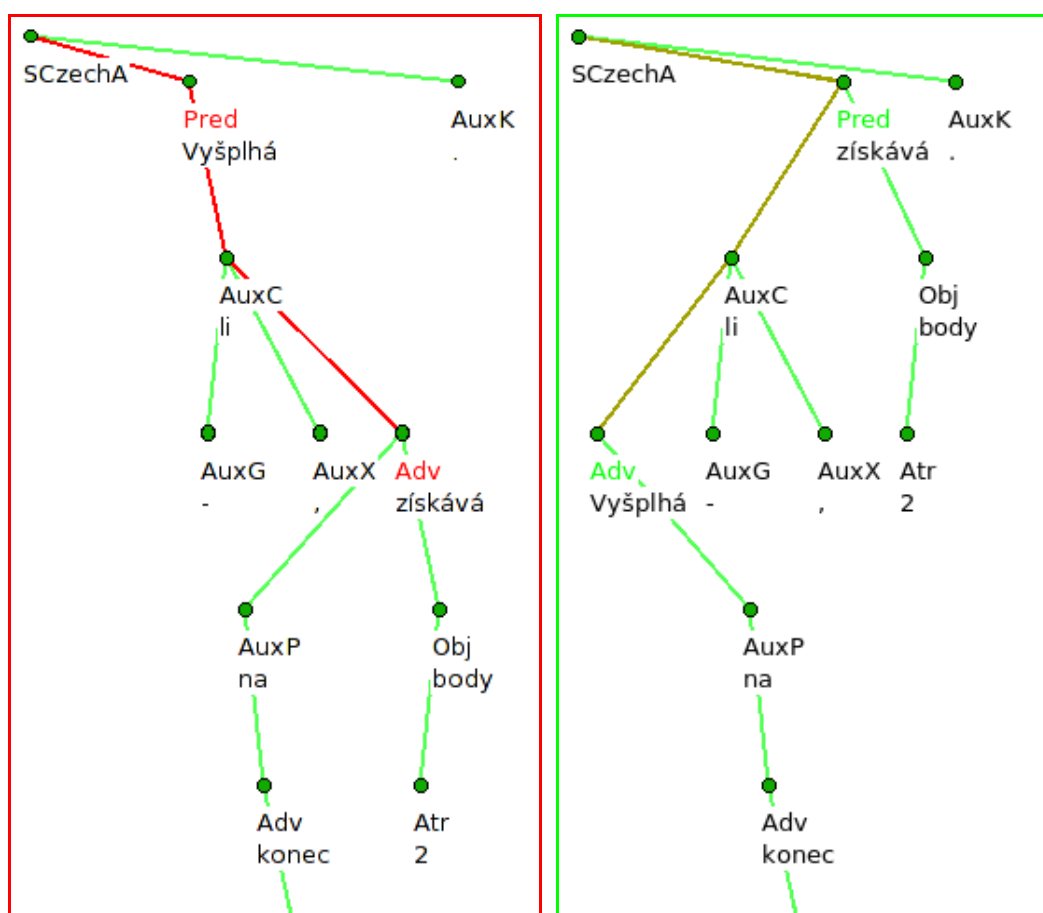 SCzechA
Pred
Vyšplhá
AuxK
.
AuxC
li
AuxG
-
AuxX
,
Adv
získává
AuxP
na
Obj
body
Adv
konec
Atr
2
SCzechA
Pred
získává
AuxK
.
AuxC
li
Obj
body
Adv
Vyšplhá
AuxG
-
AuxX
,
Atr
2
AuxP
na
Adv
konec